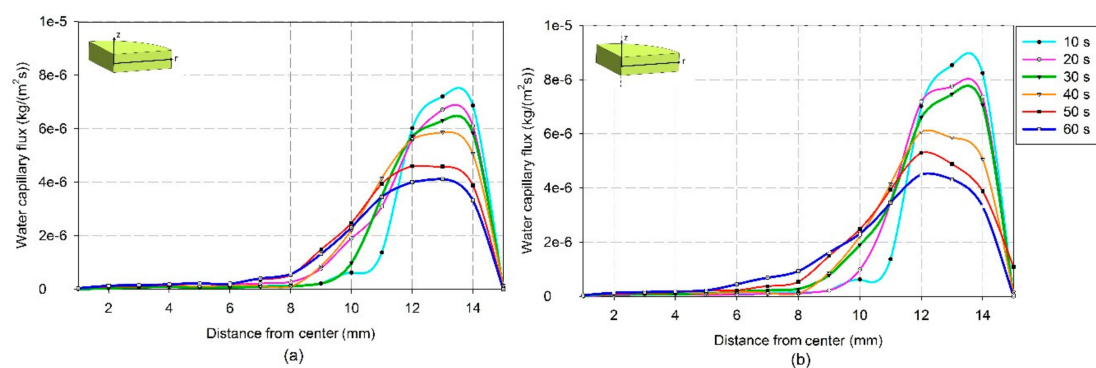 (a)
1e-5
8e-6
6e-6
4e-6
2e-6
0
Water capillary flux (kg/(m²s))
z
r
2 4 6 8 10 12 14
Distance from center (mm)
(a)
(b)
1e-5
8e-6
6e-6
4e-6
2e-6
0
Water capillary flux (kg/(m²s))
z
r
2 4 6 8 10 12 14
Distance from center (mm)
(b)
10 s
20 s
30 s
40 s
50 s
60 s